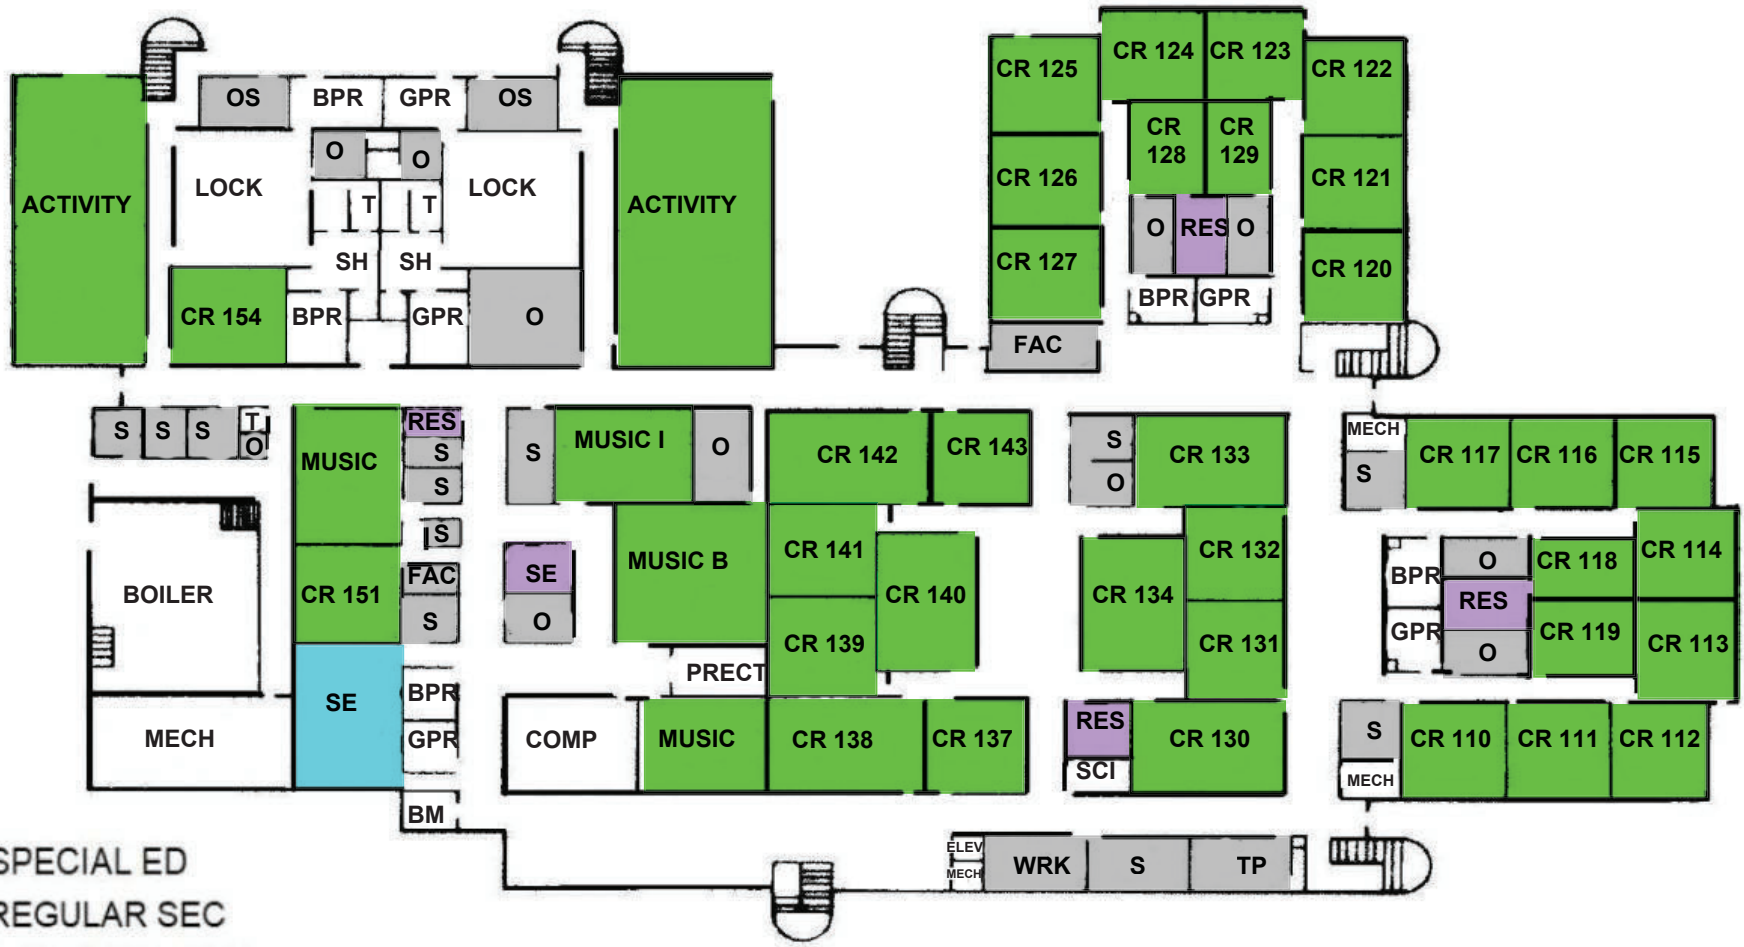 CR 124 CR 123
CR 125 CR 122
OS BPR GPR OS
CR 128 CR 129
O O
CR 126 CR 121
LOCK LOCK
ACTIVITY T T ACTIVITY
O RES O
SH SH
CR 127 CR 120
BPR GPR
CR 154 BPR GPR O
FAC
RES
T
MECH
S S S
O
MUSIC
S
S
S
MUSIC I
O
CR 142
CR 143
S
O
CR 133
S
CR 117 CR 116 CR 115
S
BOILER
CR 151
FAC
S
SE
O
MUSIC B
CR 141
CR 139
CR 140
CR 134
CR 132
CR 131
BPR
GPR
O
RES
O
CR 118
CR 119
CR 114
CR 113
PRECT
MECH
SE
BPR
GPR
BM
COMP
MUSIC
CR 138
CR 137
RES
SCI
CR 130
S
MECH
CR 110 CR 111 CR 112
ELEV
MECH
WRK S TP
SPECIAL ED
REGULAR SEC